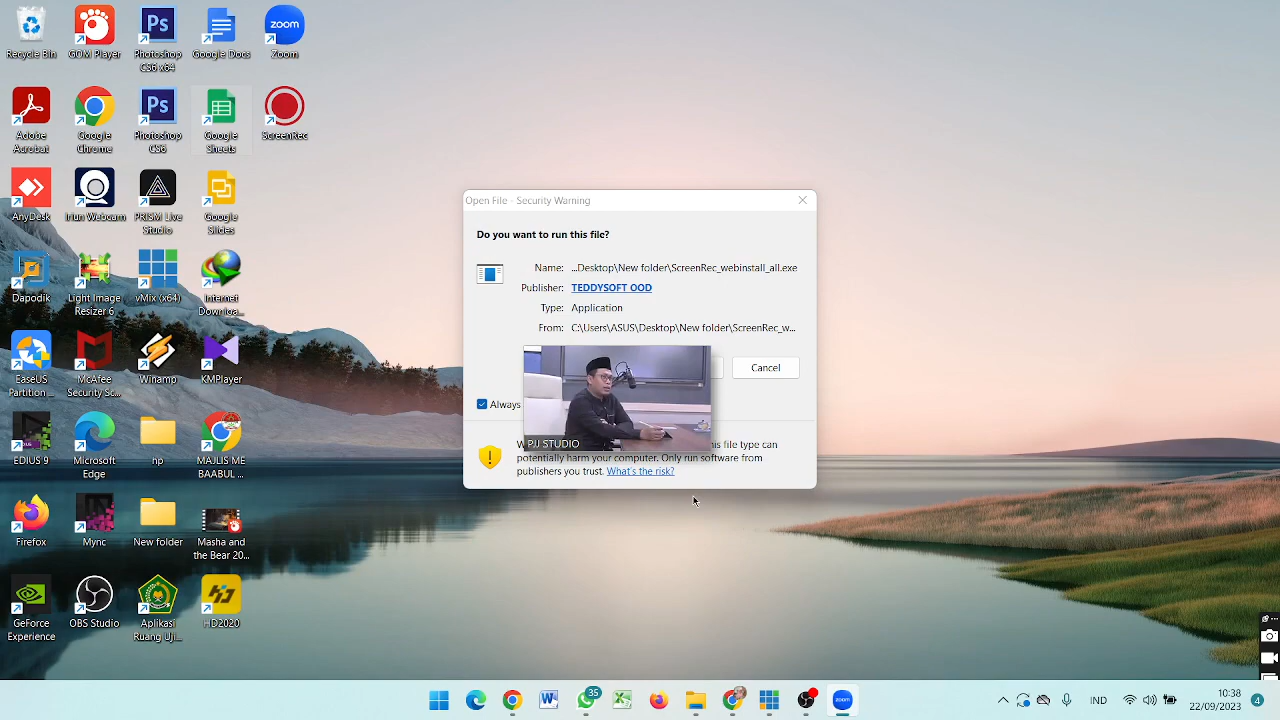 Recycle Bin
GOM Player
Photoshop
CS6 x64
Google Docs
zoom
Zoom
Adobe
Acrobat
Google
Chrome
Photoshop
CS6
Google
Sheets
ScreenRec
AnyDesk
Iriun Webcam
PRISM Live
Studio
Google
Slides
Dapodik
Light Image
Resizer 6
vMix (x64)
Internet
Downloa...
EaseUS
Partition ...
McAfee
Security Sc...
Winamp
KMPlayer
EDIUS 9
Microsoft
Edge
np
MAJLIS ME
BAABUL ...
Firefox
Mync
New folder
Masha and
the Bear 20...
GeForce
Experience
OBS Studio
Aplikasi
Ruang Uji...
HD2020
Open File - Security Warning
Do you want to run this file?
Name: ...Desktop\New folder\ScreenRec_webinstall_all.exe
Publisher: TEDDYSOFT OOD
Type: Application
From: C:\Users\ASUS\Desktop\New folder\ScreenRec_w...
Cancel
Always
PJJ STUDIO
this file type can
potentially harm your computer. Only run software from
publishers you trust. What's the risk?
35
IND
10:38
22/09/2023
4